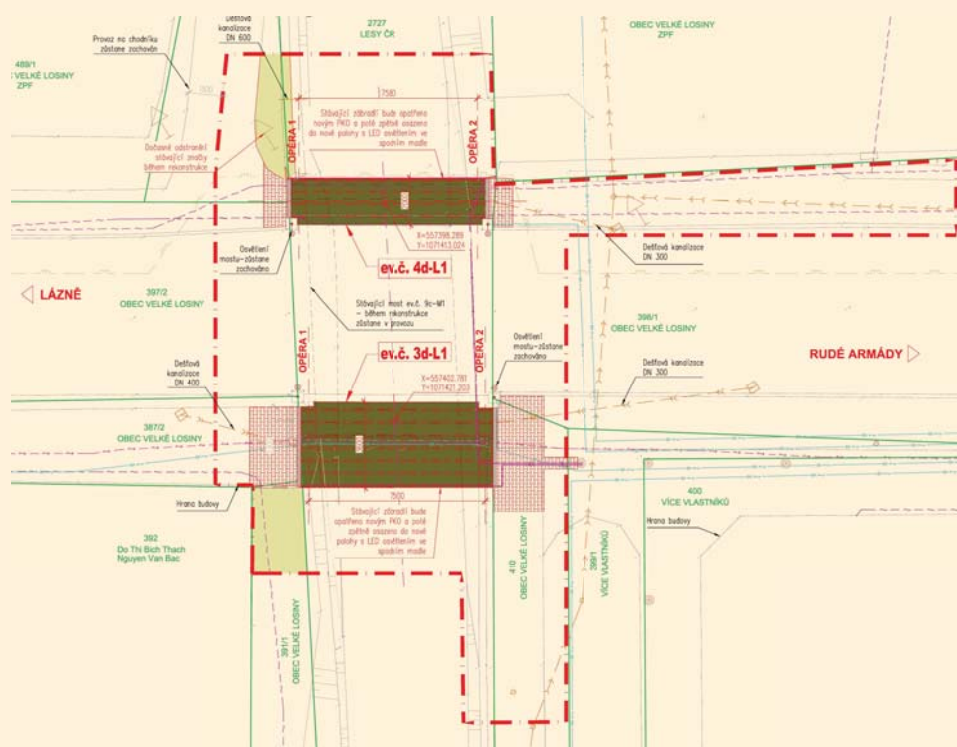 2727
LESY ČR
Dešťová
kanalizace
DN 600
Provoz na chodníku
zůstane zachován
489/1
OBEC VELKÉ LOSINY
ZPF
OBEC VELKÉ LOSINY
ZPF
7580
Stávající zábradlí bude opatřeno
novým PKO a poté zpětně osazeno
do nové polohy s LED osvětlením ve
spodním madle
OPĚRA 1
OPĚRA 2
Dočasné odstranění
stávající značky
během rekonstrukce
X=557398,289
Y=1071413,024
Dešťová kanalizace
DN 300
Osvětlení
mostu-zůstane
zachováno
ev.č. 4d-L1
LÁZNĚ
397/2
OBEC VELKÉ LOSINY
Stávající most ev.č. 9c-M1
- během rekonstrukce
zůstane v provozu
398/1
OBEC VELKÉ LOSINY
OPĚRA 1
OPĚRA 2
Osvětlení
mostu-zůstane
zachováno
ev.č. 3d-L1
RUDÉ ARMÁDY
Dešťová
kanalizace
DN 400
X=557402,781
Y=1071421,203
Dešťová kanalizace
DN 300
387/2
OBEC VELKÉ LOSINY
Hrana budovy
7500
Stávající zábradlí bude
opatřeno novým PKO a poté
zpětně osazeno do nové
polohy s LED osvětlením ve
spodním madle
400
VÍCE VLASTNÍKŮ
Hrana budovy
392
Do Thi Bich Thach
Nguyen Van Bac
410
OBEC VELKÉ LOSINY
399/1
VÍCE VLASTNÍKŮ
391/1
OBEC VELKÉ LOSINY